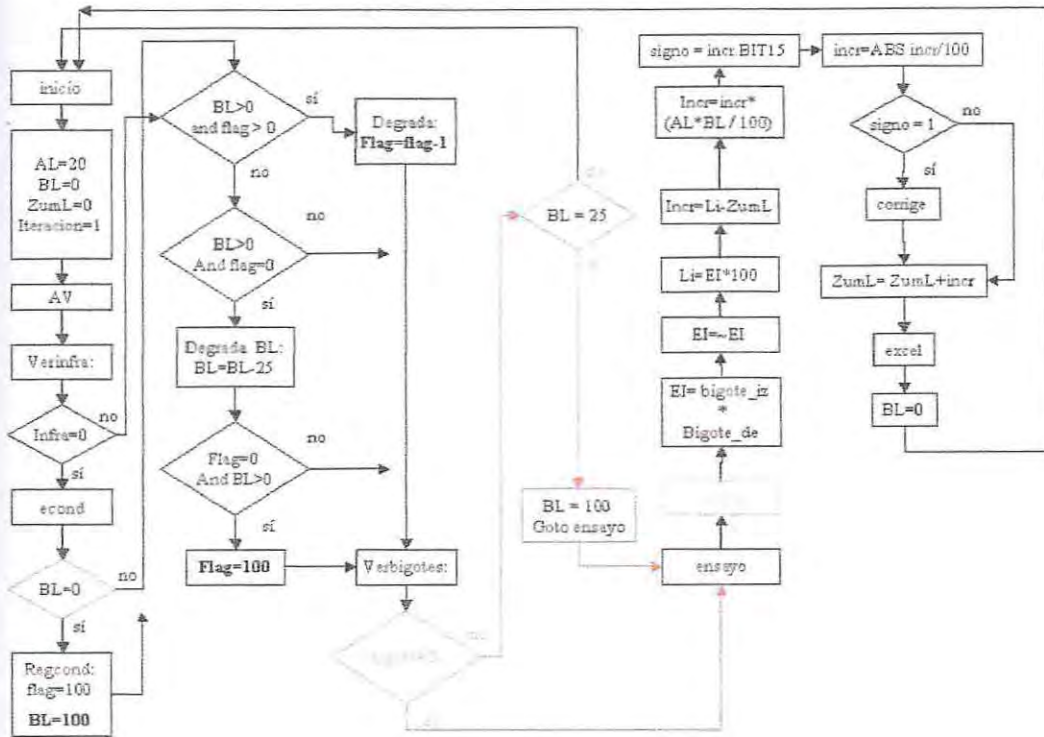 inicio
AL=20
BL=0
ZumL=0
Iteracion=1
AV
Verinfra:
Infra=0
no
sí
econd
BL=0
no
sí
Regcond:
flag=100
BL=100
BL>0
and flag > 0
sí
no
Degrada:
Flag=flag-1
BL>0
And flag=0
no
sí
Degrada BL:
BL=BL-25
Flag=0
And BL>0
no
sí
Flag=100
Verbigotes:
no
BL = 25
BL = 100
Goto ensayo
ensayo
EI= bigote_iz
*
Bigote_de
EI=~EI
Li=EI*100
Incr=Li-ZumL
Incr=incr*
(AL*BL / 100)
signo = incr.BIT15
incr=ABS incr/100
signo = 1
no
sí
corrige
ZumL= ZumL+incr
excel
BL=0